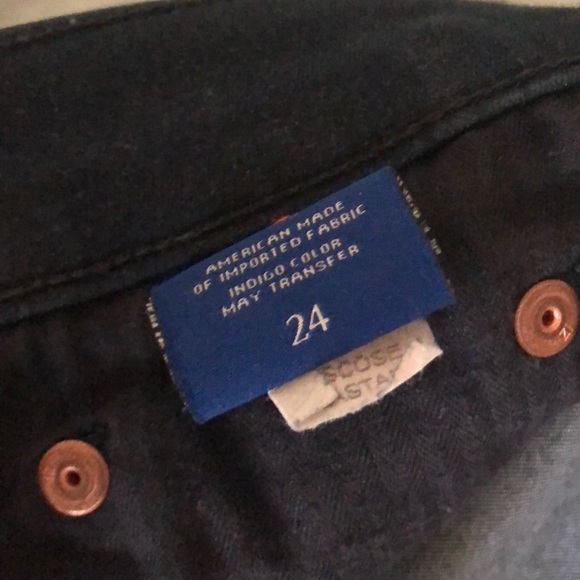 AMERICAN MADE
OF IMPORTED FABRIC
INDIGO COLOR
MAY TRANSFER
24